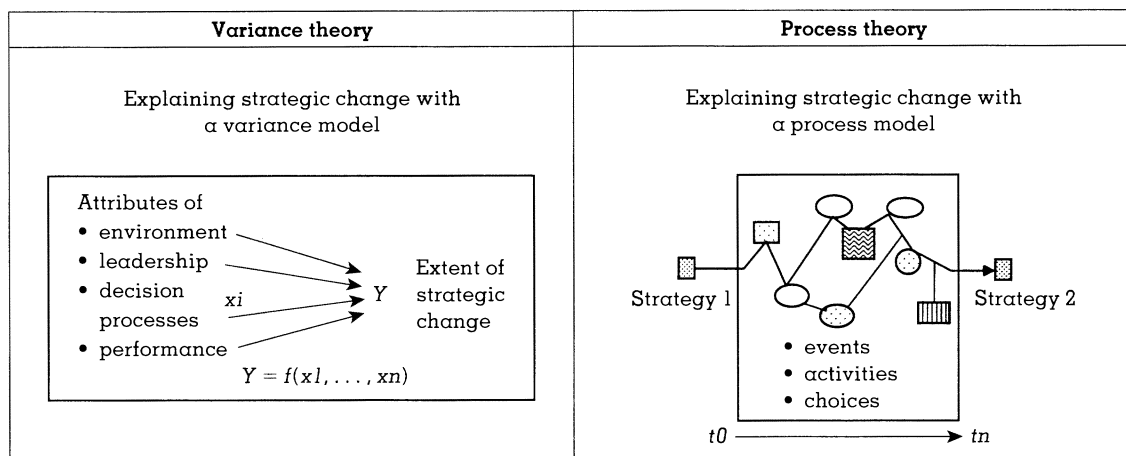 Variance theory
Explaining strategic change with
a variance model
Attributes of
• environment
• leadership
• decision
processes
• performance
xi
Y
Extent of
strategic
change
Y = f(x1, . . . , xn)
Process theory
Explaining strategic change with
a process model
Strategy 1
Strategy 2
• events
• activities
• choices
t0
tn